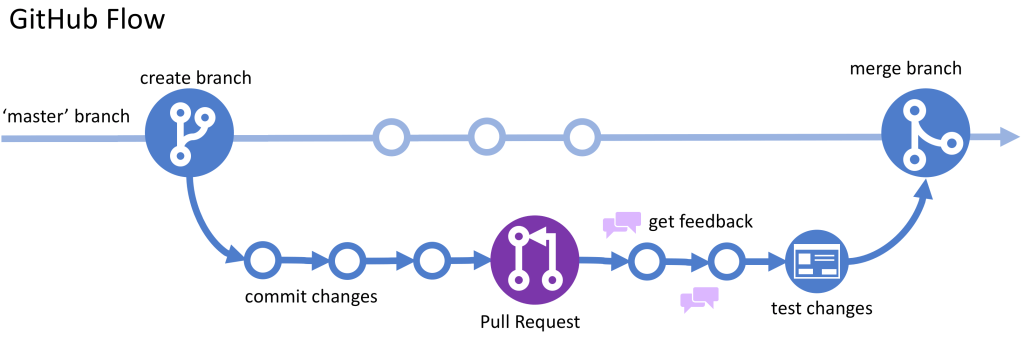 GitHub Flow
create branch
merge branch
‘master’ branch
get feedback
commit changes
test changes
Pull Request